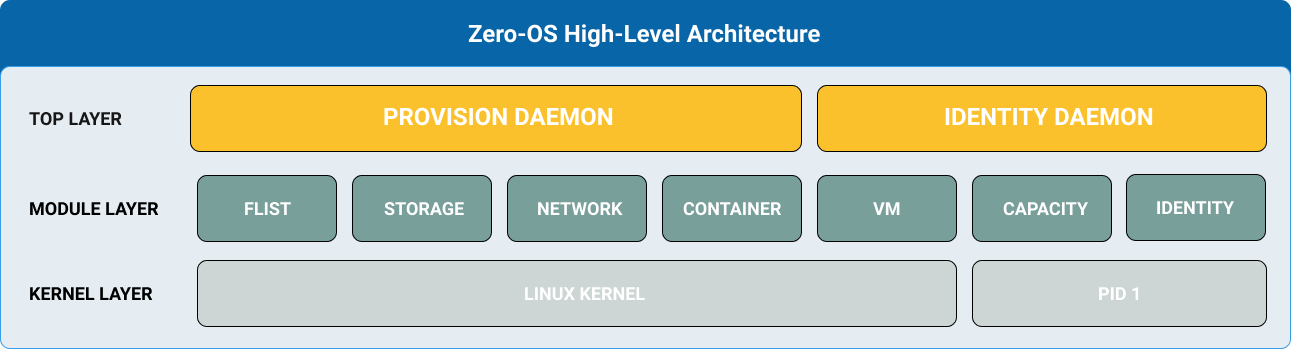 Zero-OS High-Level Architecture
TOP LAYER
PROVISION DAEMON
IDENTITY DAEMON
MODULE LAYER
FLIST
STORAGE
NETWORK
CONTAINER
VM
CAPACITY
IDENTITY
KERNEL LAYER
LINUX KERNEL
PID 1